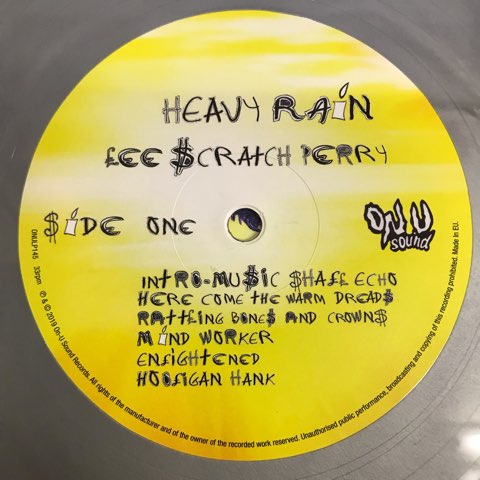 HEAVY RAiN
LEE $CRATCH PERRY
$iDE ONE
ON U
sound
INTRO-MU$IC $HALL ECHO
HERE COME THE WARM DREAD$
RATTLING BONE$ AND CROWN$
MiND WORKER
ENLIGHTENED
HOOLIGAN HANK
ONULP145 33rpm ℗ & © 2019 On-U Sound Records. All rights of the manufacturer and of the owner of the recorded work reserved. Unauthorised public performance, broadcasting and copying of this recording prohibited. Made in EU.